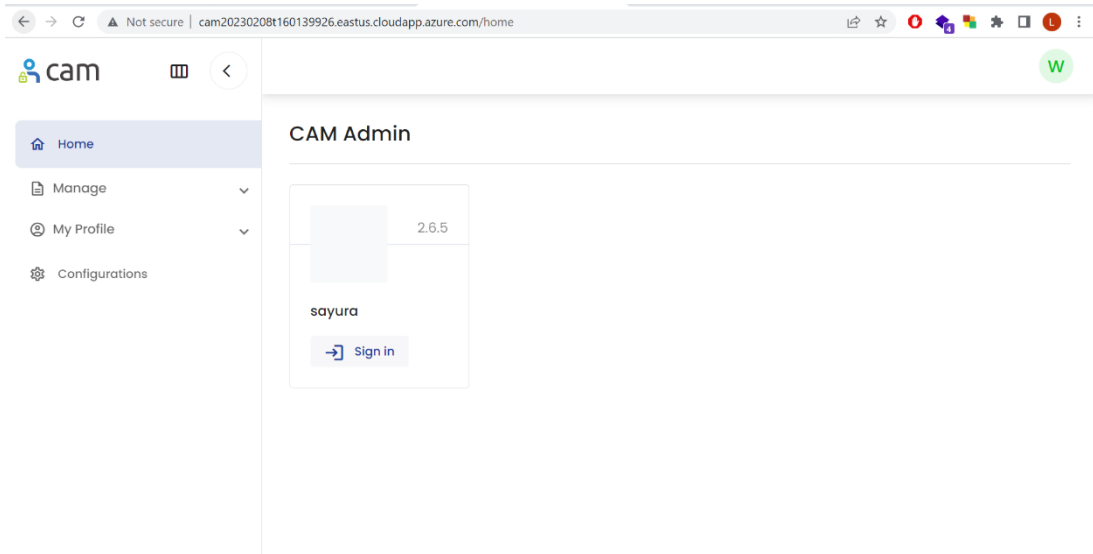 Not secure | cam20230208t160139926.eastus.cloudapp.azure.com/home
4
L
cam
W
Home
Manage
My Profile
Configurations
CAM Admin
2.6.5
sayura
Sign in